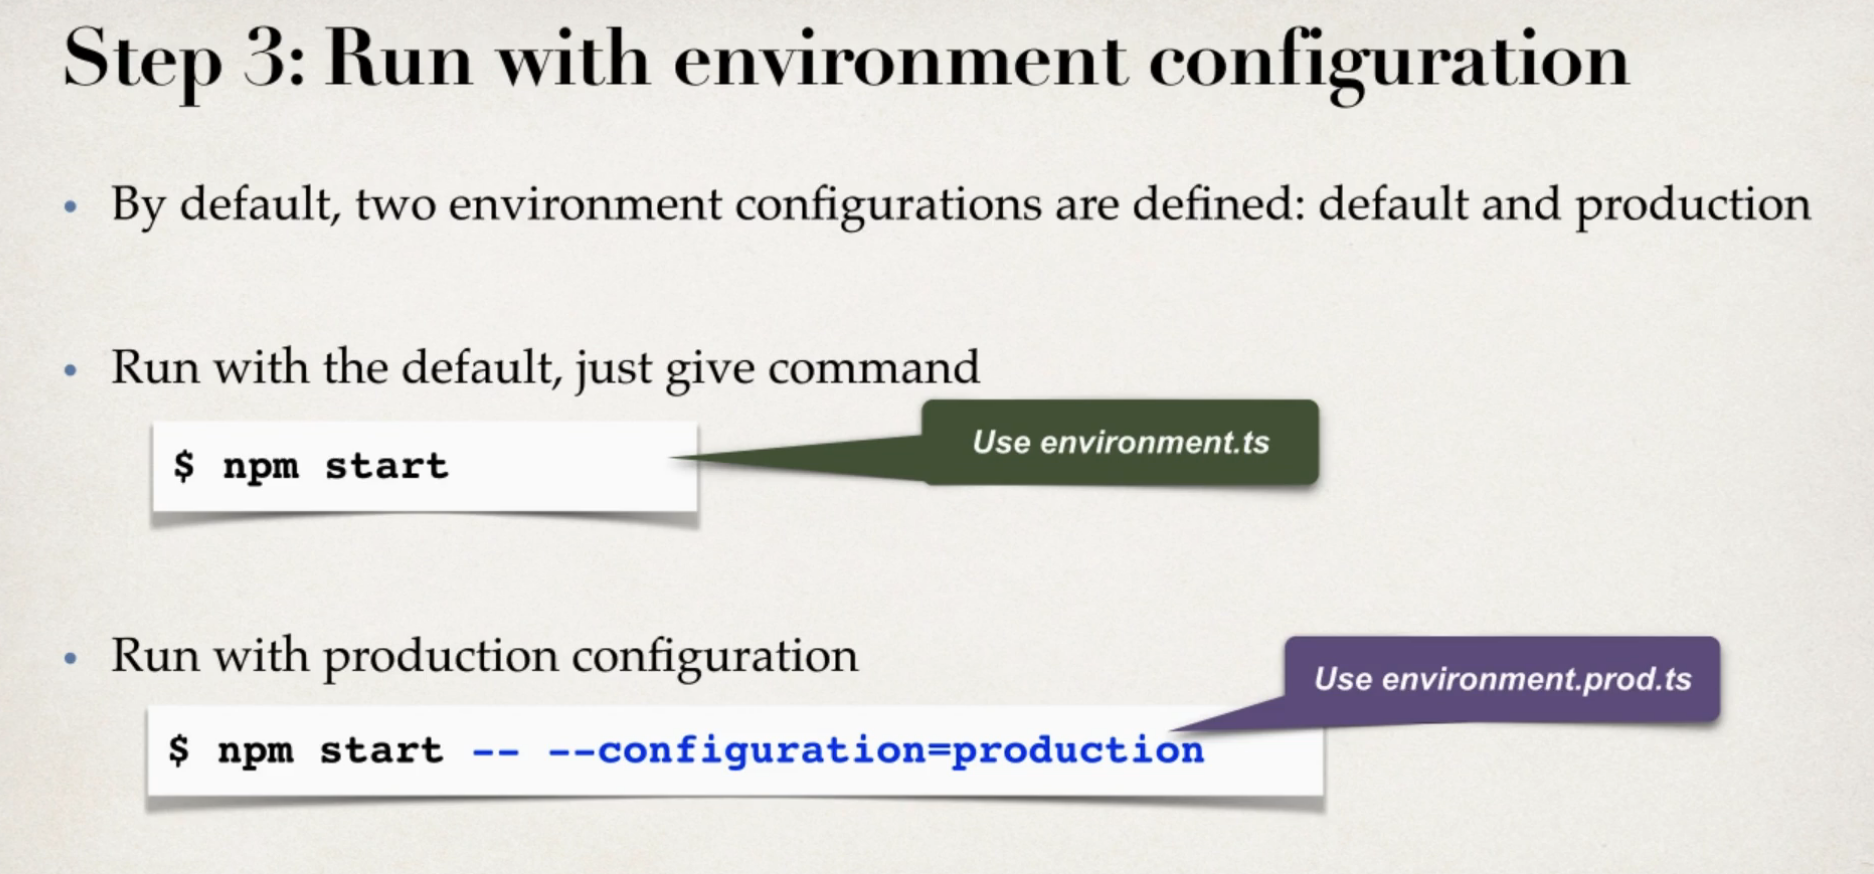 Step 3: Run with environment configuration
• By default, two environment configurations are defined: default and production
• Run with the default, just give command
Use environment.ts
$ npm start
• Run with production configuration
Use environment.prod.ts
$ npm start -- --configuration=production